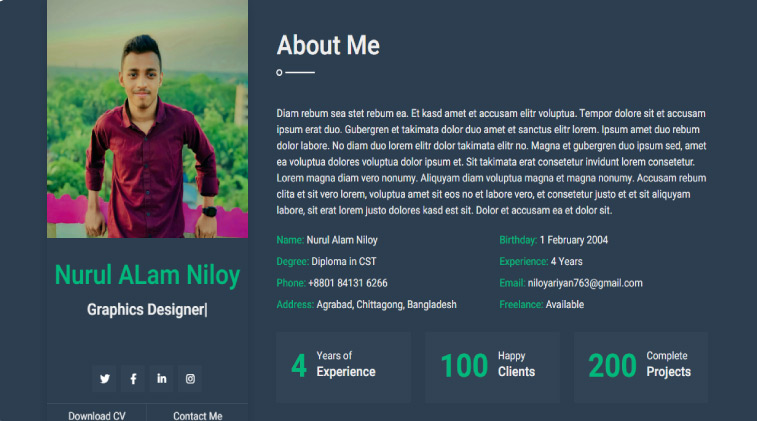 About Me
Diam rebum sea stet rebum ea. Et kasd amet et accusam elitr voluptua. Tempor dolore sit et accusam
ipsum erat duo. Gubergren et takimata dolor duo amet et sanctus elitr lorem. Ipsum amet duo rebum
dolor labore. No diam duo lorem elitr dolor takimata elitr no. Magna et gubergren duo ipsum sed, amet
ea voluptua dolores voluptua dolor ipsum et. Sit takimata erat consetetur invidunt lorem consetetur.
Lorem magna diam vero nonumy. Aliquyam diam voluptua magna et magna nonumy. Accusam rebum
clita et sit vero lorem, voluptua amet sit eos no et labore vero, et consetetur justo et et sit aliquyam
labore, sit erat lorem justo dolores kasd est sit. Dolor et accusam ea et dolor sit.
Name: Nurul Alam Niloy
Birthday: 1 February 2004
Degree: Diploma in CST
Experience: 4 Years
Phone: +8801 84131 6266
Email: niloyariyan763@gmail.com
Address: Agrabad, Chittagong, Bangladesh
Freelance: Available
Nurul ALam Niloy
Graphics Designer|
4 Years of
Experience
100 Happy
Clients
200 Complete
Projects
Download CV
Contact Me